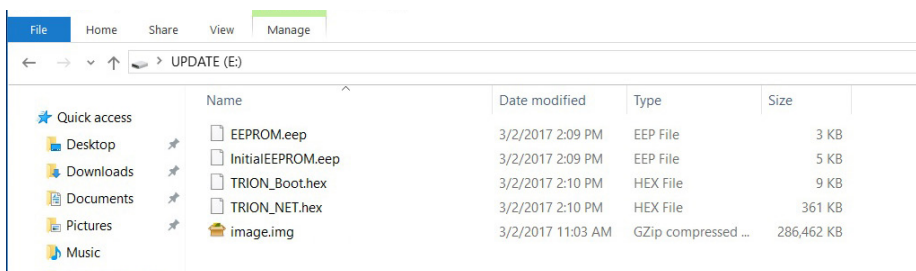 File Home Share View Manage
UPDATE (E:)
Name Date modified Type Size
Quick access
Desktop
Downloads
Documents
Pictures
Music
EEPROM.eep 3/2/2017 2:09 PM EEP File 3 KB
InitialEEPROM.eep 3/2/2017 2:09 PM EEP File 5 KB
TRION_Boot.hex 3/2/2017 2:10 PM HEX File 9 KB
TRION_NET.hex 3/2/2017 2:10 PM HEX File 361 KB
image.img 3/2/2017 11:03 AM GZip compressed ... 286,462 KB